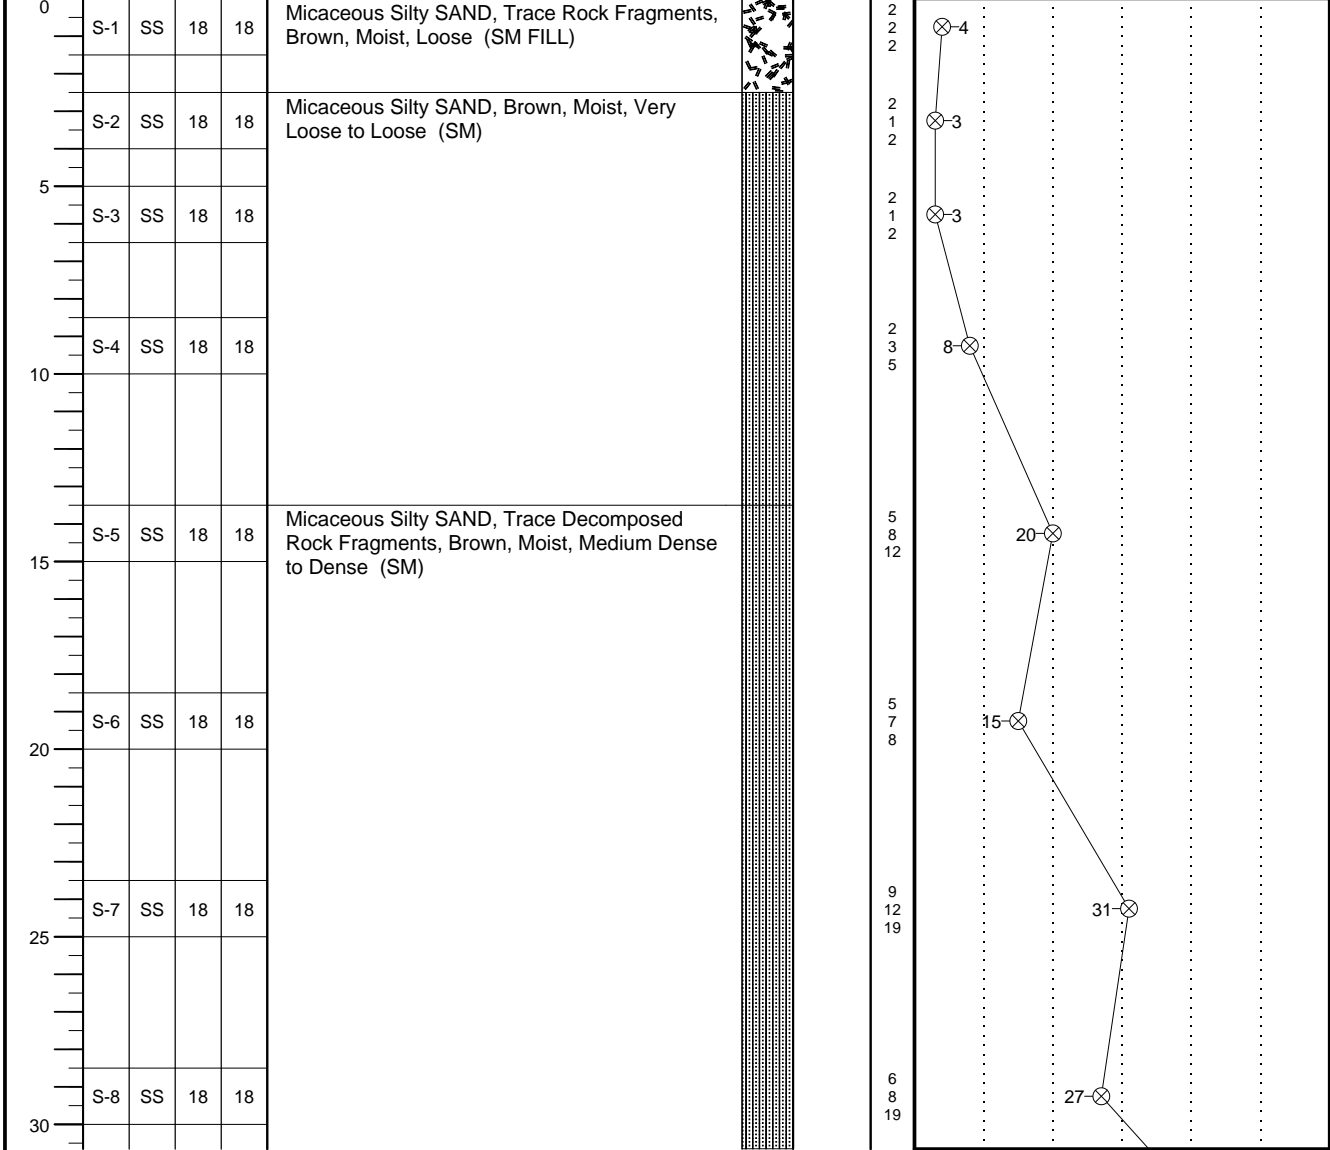 0
S-1 SS 18 18
Micaceous Silty SAND, Trace Rock Fragments,
Brown, Moist, Loose (SM FILL)
2
2
2
4
S-2 SS 18 18
Micaceous Silty SAND, Brown, Moist, Very
Loose to Loose (SM)
2
1
2
3
5
S-3 SS 18 18
2
1
2
3
S-4 SS 18 18
2
3
5
8
10
S-5 SS 18 18
Micaceous Silty SAND, Trace Decomposed
Rock Fragments, Brown, Moist, Medium Dense
to Dense (SM)
5
8
12
20
15
S-6 SS 18 18
5
7
8
15
20
S-7 SS 18 18
9
12
19
31
25
S-8 SS 18 18
6
8
19
27
30